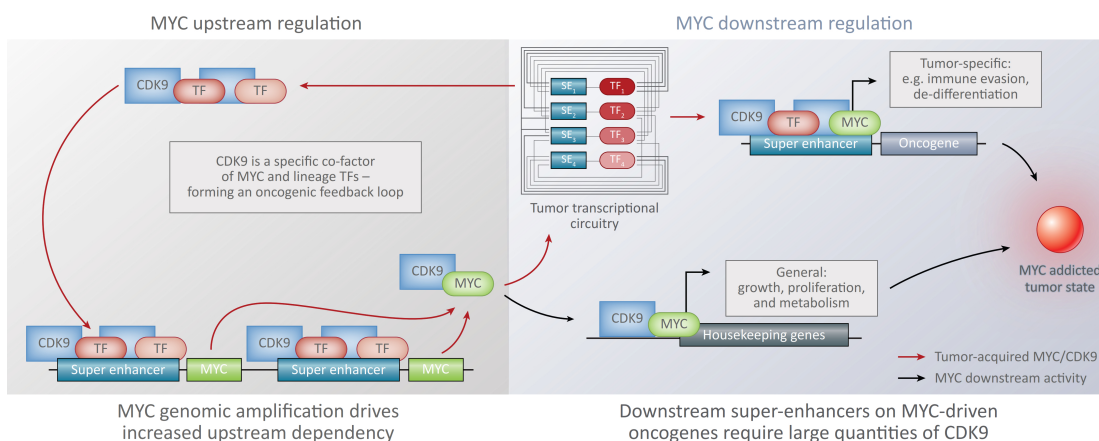 MYC upstream regulation
MYC downstream regulation
CDK9
TF
TF
CDK9 is a specific co-factor
of MYC and lineage TFs –
forming an oncogenic feedback loop
SE1
TF1
SE2
TF2
SE3
TF3
SE4
TF4
Tumor transcriptional
circuitry
CDK9
TF
MYC
Super enhancer
Oncogene
Tumor-specific:
e.g. immune evasion,
de-differentiation
CDK9
MYC
CDK9
MYC
Housekeeping genes
General:
growth, proliferation,
and metabolism
MYC addicted
tumor state
CDK9
TF
TF
Super enhancer
MYC
CDK9
TF
TF
Super enhancer
MYC
Tumor-acquired MYC/CDK9
MYC downstream activity
MYC genomic amplification drives
increased upstream dependency
Downstream super-enhancers on MYC-driven
oncogenes require large quantities of CDK9